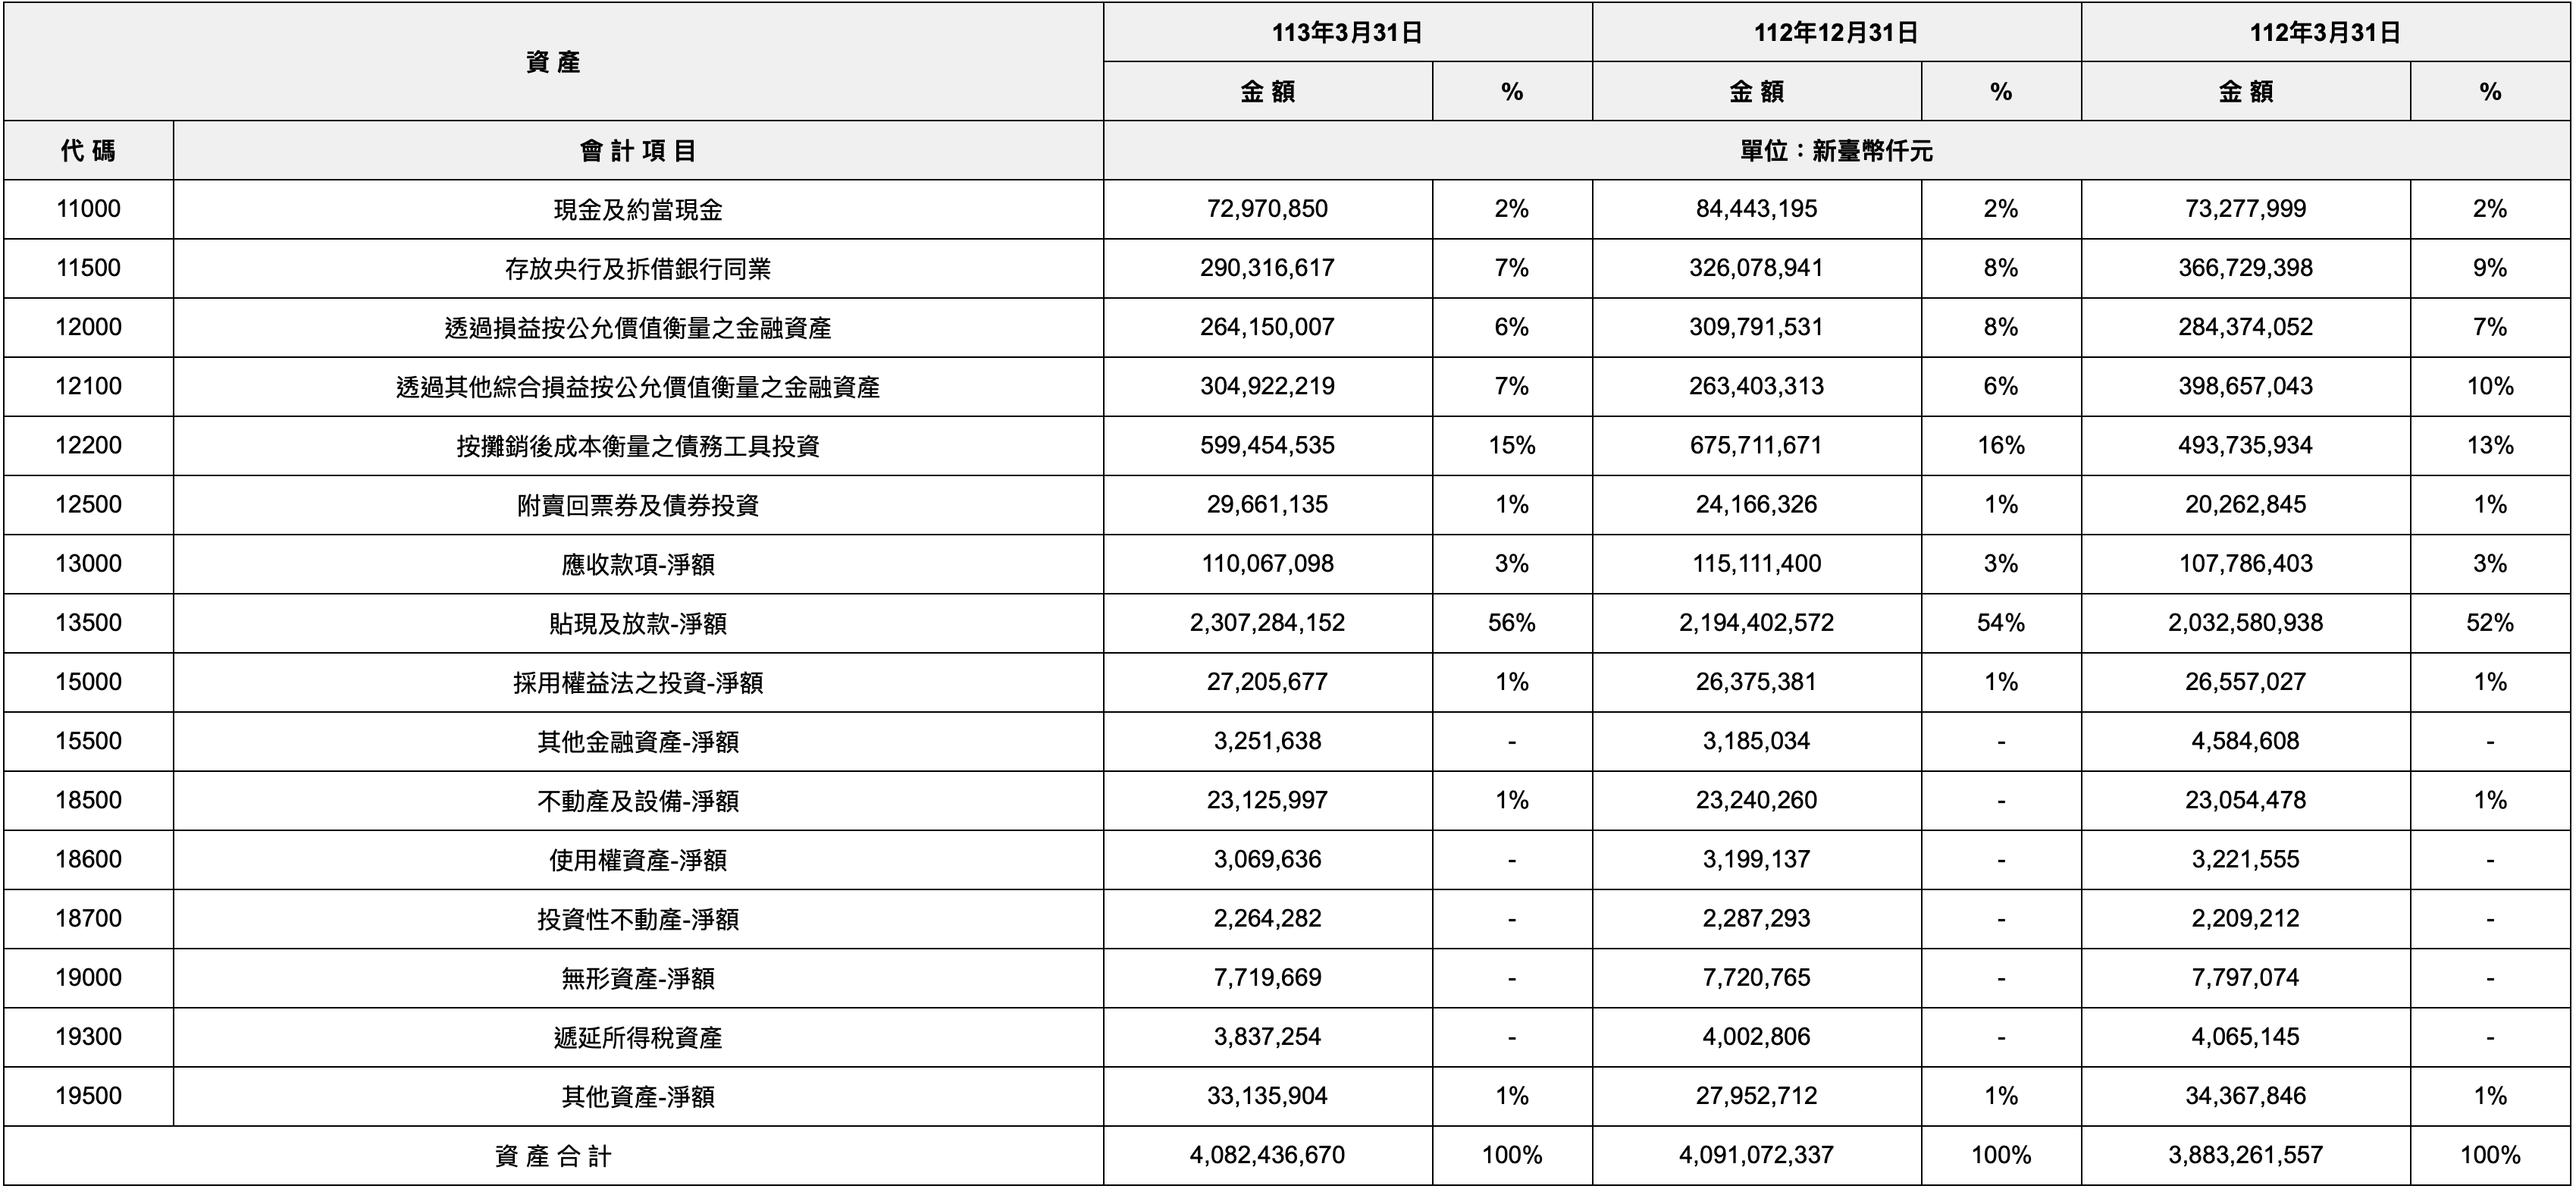 資 產 113年3月31日 112年12月31日 112年3月31日
金 額 % 金 額 % 金 額 %
代 碼 會 計 項 目 單位：新臺幣仟元
11000 現金及約當現金 72,970,850 2% 84,443,195 2% 73,277,999 2%
11500 存放央行及拆借銀行同業 290,316,617 7% 326,078,941 8% 366,729,398 9%
12000 透過損益按公允價值衡量之金融資產 264,150,007 6% 309,791,531 8% 284,374,052 7%
12100 透過其他綜合損益按公允價值衡量之金融資產 304,922,219 7% 263,403,313 6% 398,657,043 10%
12200 按攤銷後成本衡量之債務工具投資 599,454,535 15% 675,711,671 16% 493,735,934 13%
12500 附賣回票券及債券投資 29,661,135 1% 24,166,326 1% 20,262,845 1%
13000 應收款項-淨額 110,067,098 3% 115,111,400 3% 107,786,403 3%
13500 貼現及放款-淨額 2,307,284,152 56% 2,194,402,572 54% 2,032,580,938 52%
15000 採用權益法之投資-淨額 27,205,677 1% 26,375,381 1% 26,557,027 1%
15500 其他金融資產-淨額 3,251,638 - 3,185,034 - 4,584,608 -
18500 不動產及設備-淨額 23,125,997 1% 23,240,260 - 23,054,478 1%
18600 使用權資產-淨額 3,069,636 - 3,199,137 - 3,221,555 -
18700 投資性不動產-淨額 2,264,282 - 2,287,293 - 2,209,212 -
19000 無形資產-淨額 7,719,669 - 7,720,765 - 7,797,074 -
19300 遞延所得稅資產 3,837,254 - 4,002,806 - 4,065,145 -
19500 其他資產-淨額 33,135,904 1% 27,952,712 1% 34,367,846 1%
資 產 合 計 4,082,436,670 100% 4,091,072,337 100% 3,883,261,557 100%